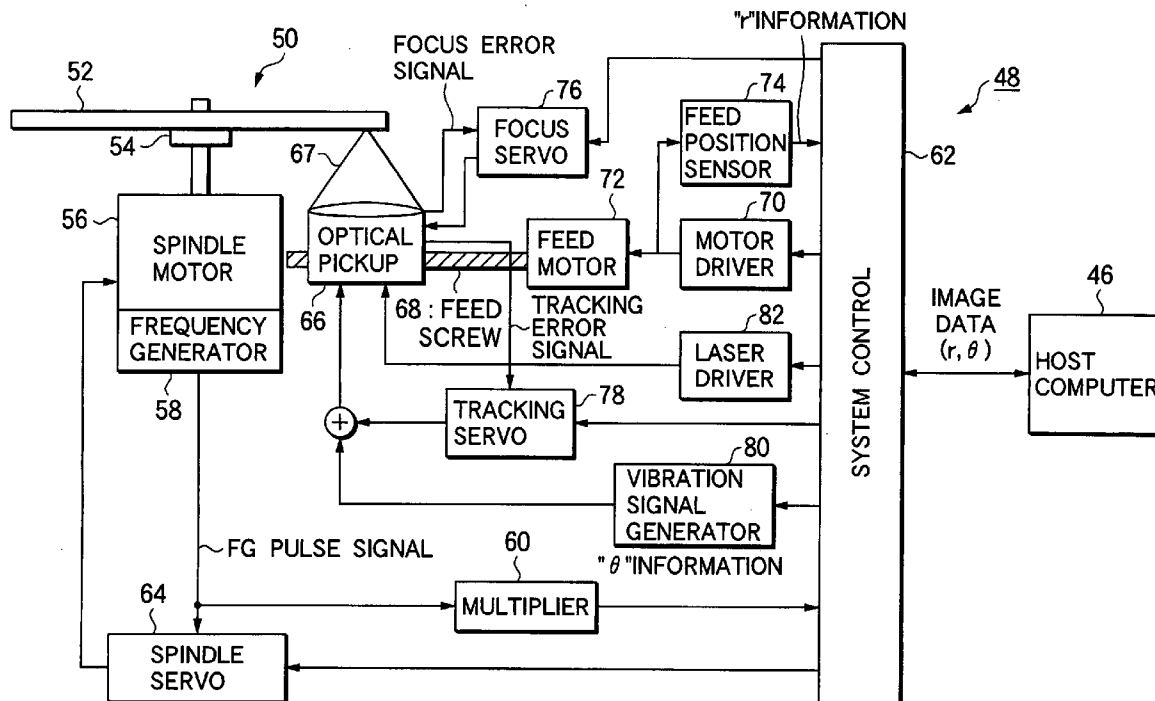 "r"INFORMATION
50
FOCUS ERROR
SIGNAL
52
76
74
48
54
FOCUS
SERVO
FEED
POSITION
SENSOR
62
67
72
70
56
SPINDLE
MOTOR
OPTICAL
PICKUP
FEED
MOTOR
MOTOR
DRIVER
66
68 : FEED
SCREW
TRACKING
ERROR
SIGNAL
82
LASER
DRIVER
IMAGE
DATA
(r, θ)
46
HOST
COMPUTER
FREQUENCY
GENERATOR
58
SYSTEM CONTROL
+
TRACKING
SERVO
78
80
VIBRATION
SIGNAL
GENERATOR
FG PULSE SIGNAL
60
"θ"INFORMATION
MULTIPLIER
64
SPINDLE
SERVO